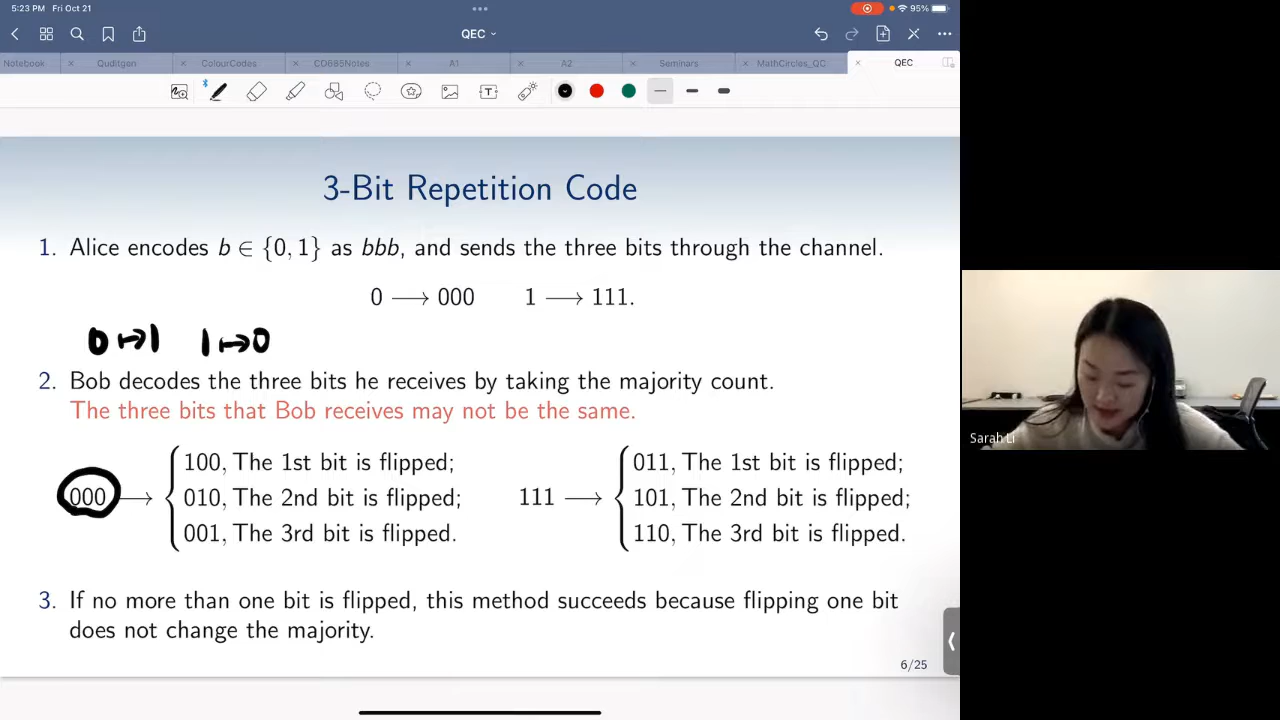 5:23 PM Fri Oct 21
95%
QEC
Notebook
Quditgen
ColourCodes
CO685Notes
A1
A2
Seminars
MathCircles_QC
QEC
3-Bit Repetition Code
1. Alice encodes b ∈ {0, 1} as bbb, and sends the three bits through the channel.
0 ⟶ 000 1 ⟶ 111.
0 ↦ 1 1 ↦ 0
2. Bob decodes the three bits he receives by taking the majority count.
The three bits that Bob receives may not be the same.
100, The 1st bit is flipped;
000 ⟶ { 010, The 2nd bit is flipped;
001, The 3rd bit is flipped.
011, The 1st bit is flipped;
111 ⟶ { 101, The 2nd bit is flipped;
110, The 3rd bit is flipped.
3. If no more than one bit is flipped, this method succeeds because flipping one bit
does not change the majority.
6/25
Sarah Li